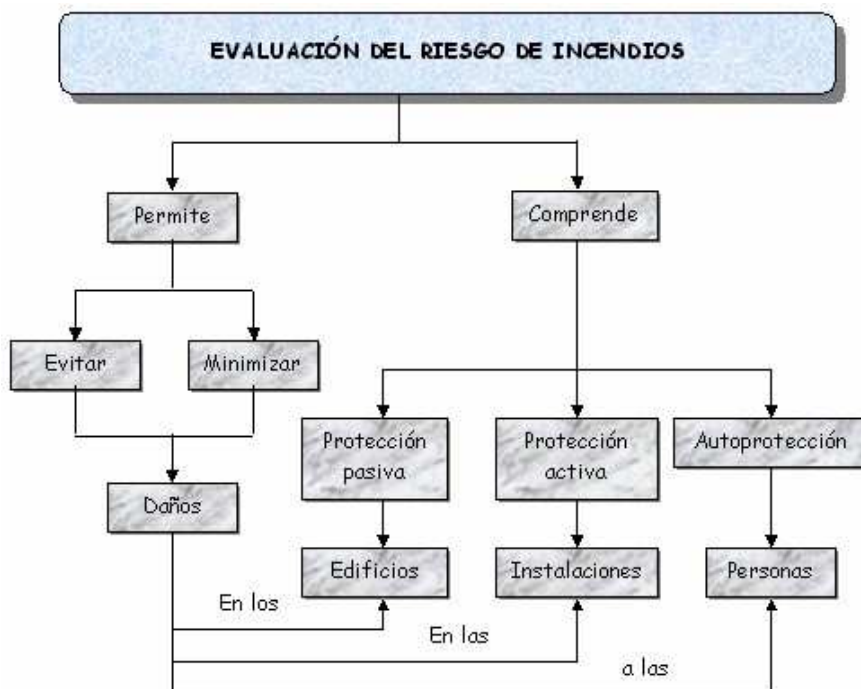 EVALUACIÓN DEL RIESGO DE INCENDIOS
Permite
Comprende
Evitar
Minimizar
Protección
pasiva
Protección
activa
Autoprotección
Daños
Edificios
Instalaciones
Personas
En los
En las
a las